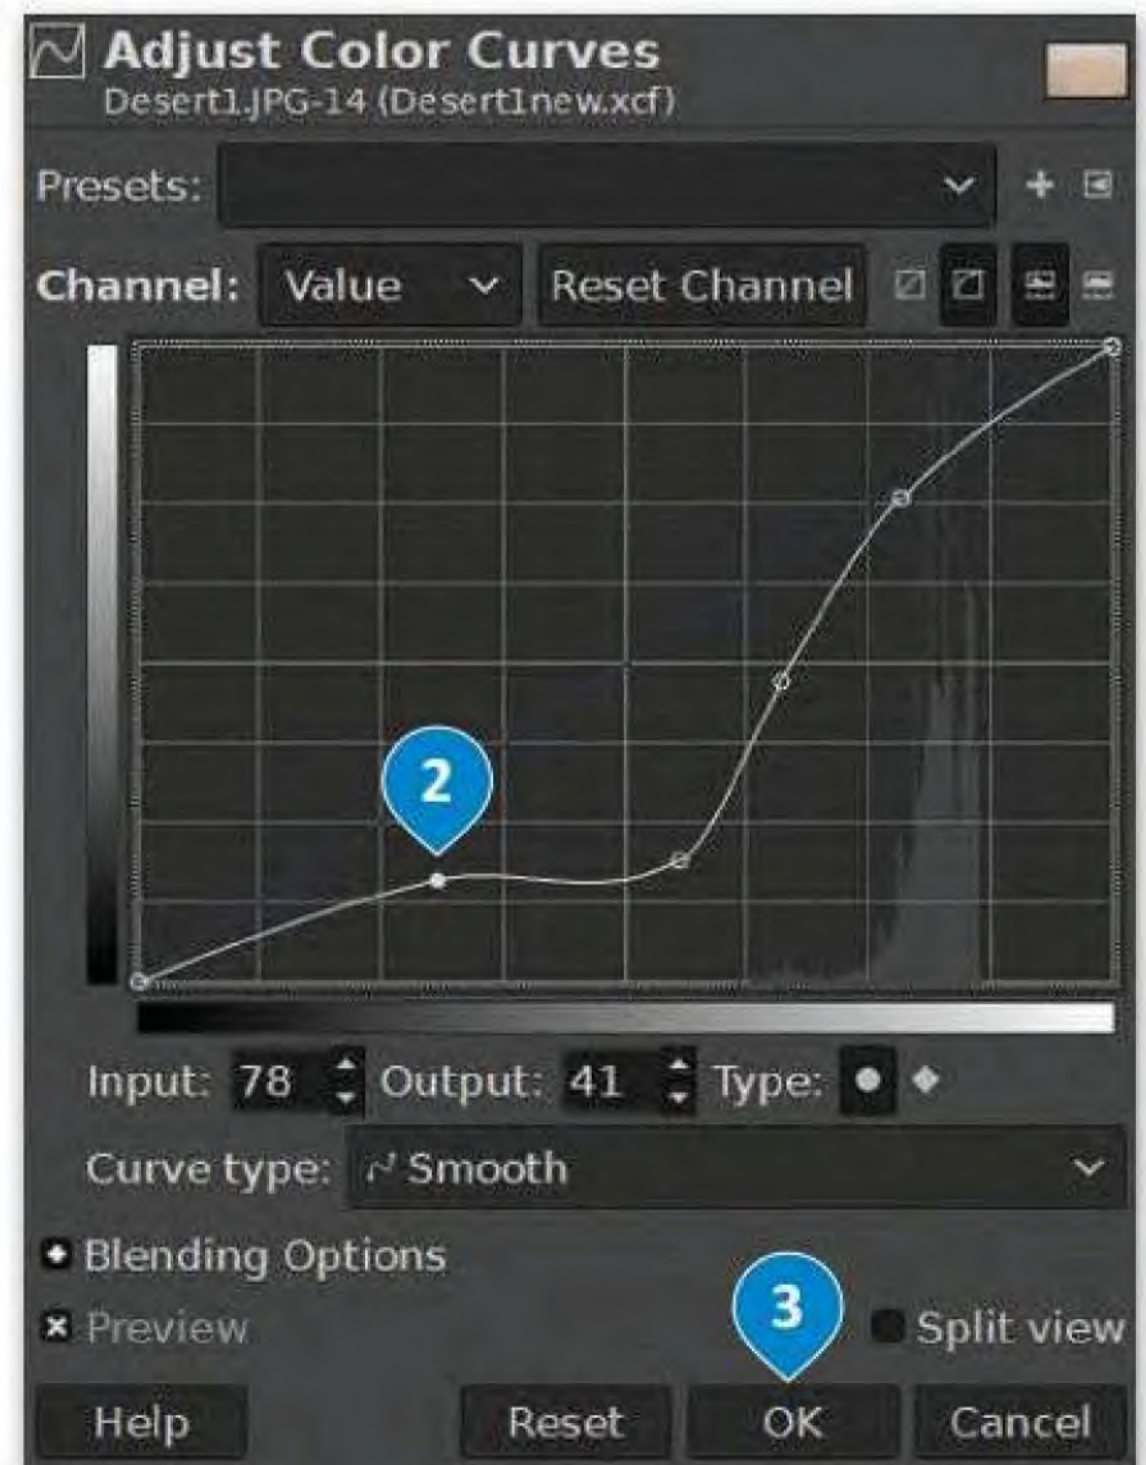 Adjust Color Curves
Desert1.JPG-14 (Desert1new.xcf)
Presets:
Channel: Value Reset Channel
2
Input: 78 Output: 41 Type:
Curve type: Smooth
Blending Options
3
Preview Split view
Help Reset OK Cancel